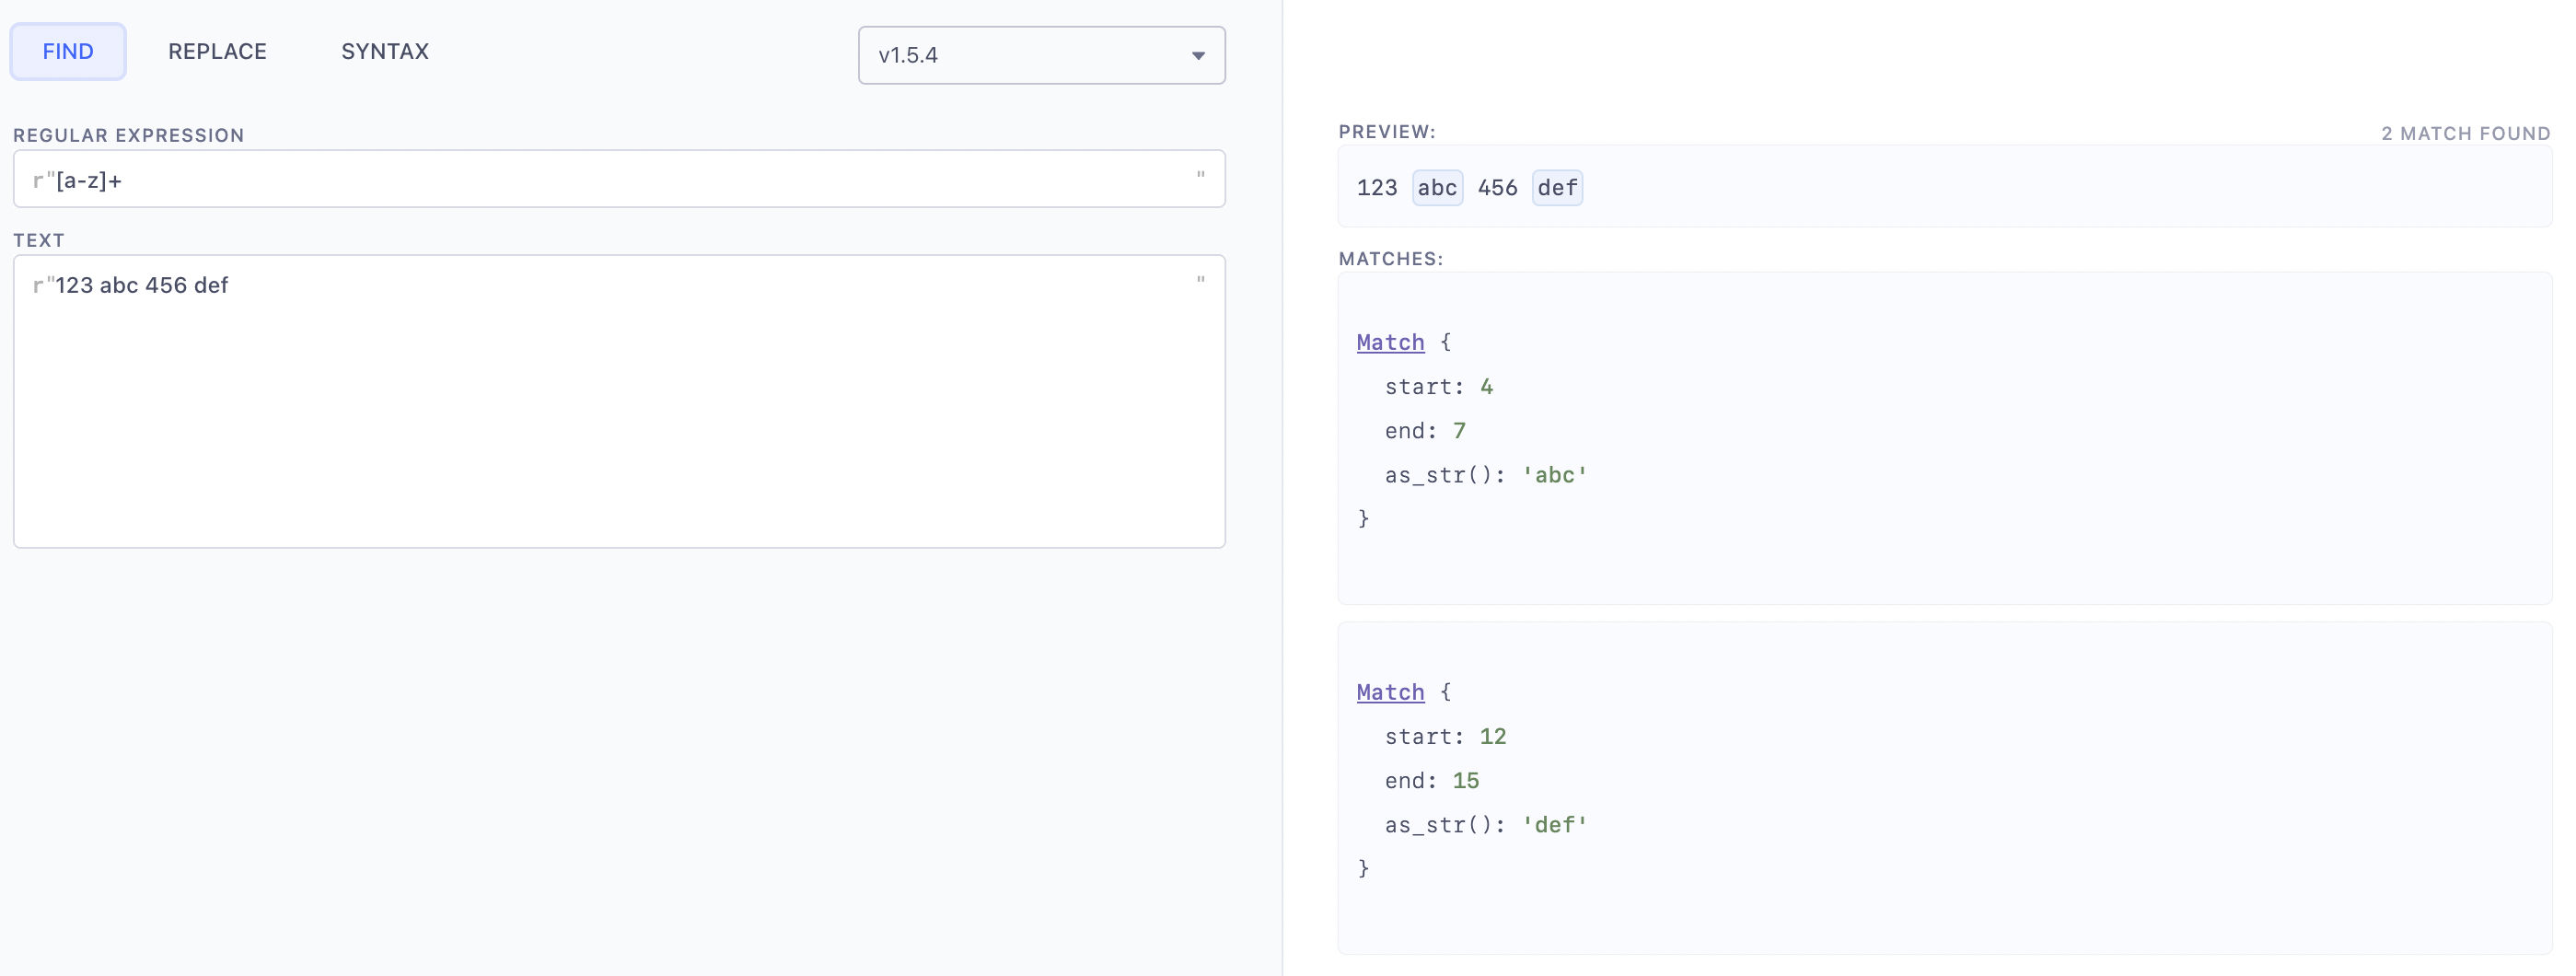 FIND REPLACE SYNTAX v1.5.4
REGULAR EXPRESSION
r"[a-z]+"
TEXT
r"123 abc 456 def"
PREVIEW: 2 MATCH FOUND
123 abc 456 def
MATCHES:
Match {
start: 4
end: 7
as_str(): 'abc'
}
Match {
start: 12
end: 15
as_str(): 'def'
}